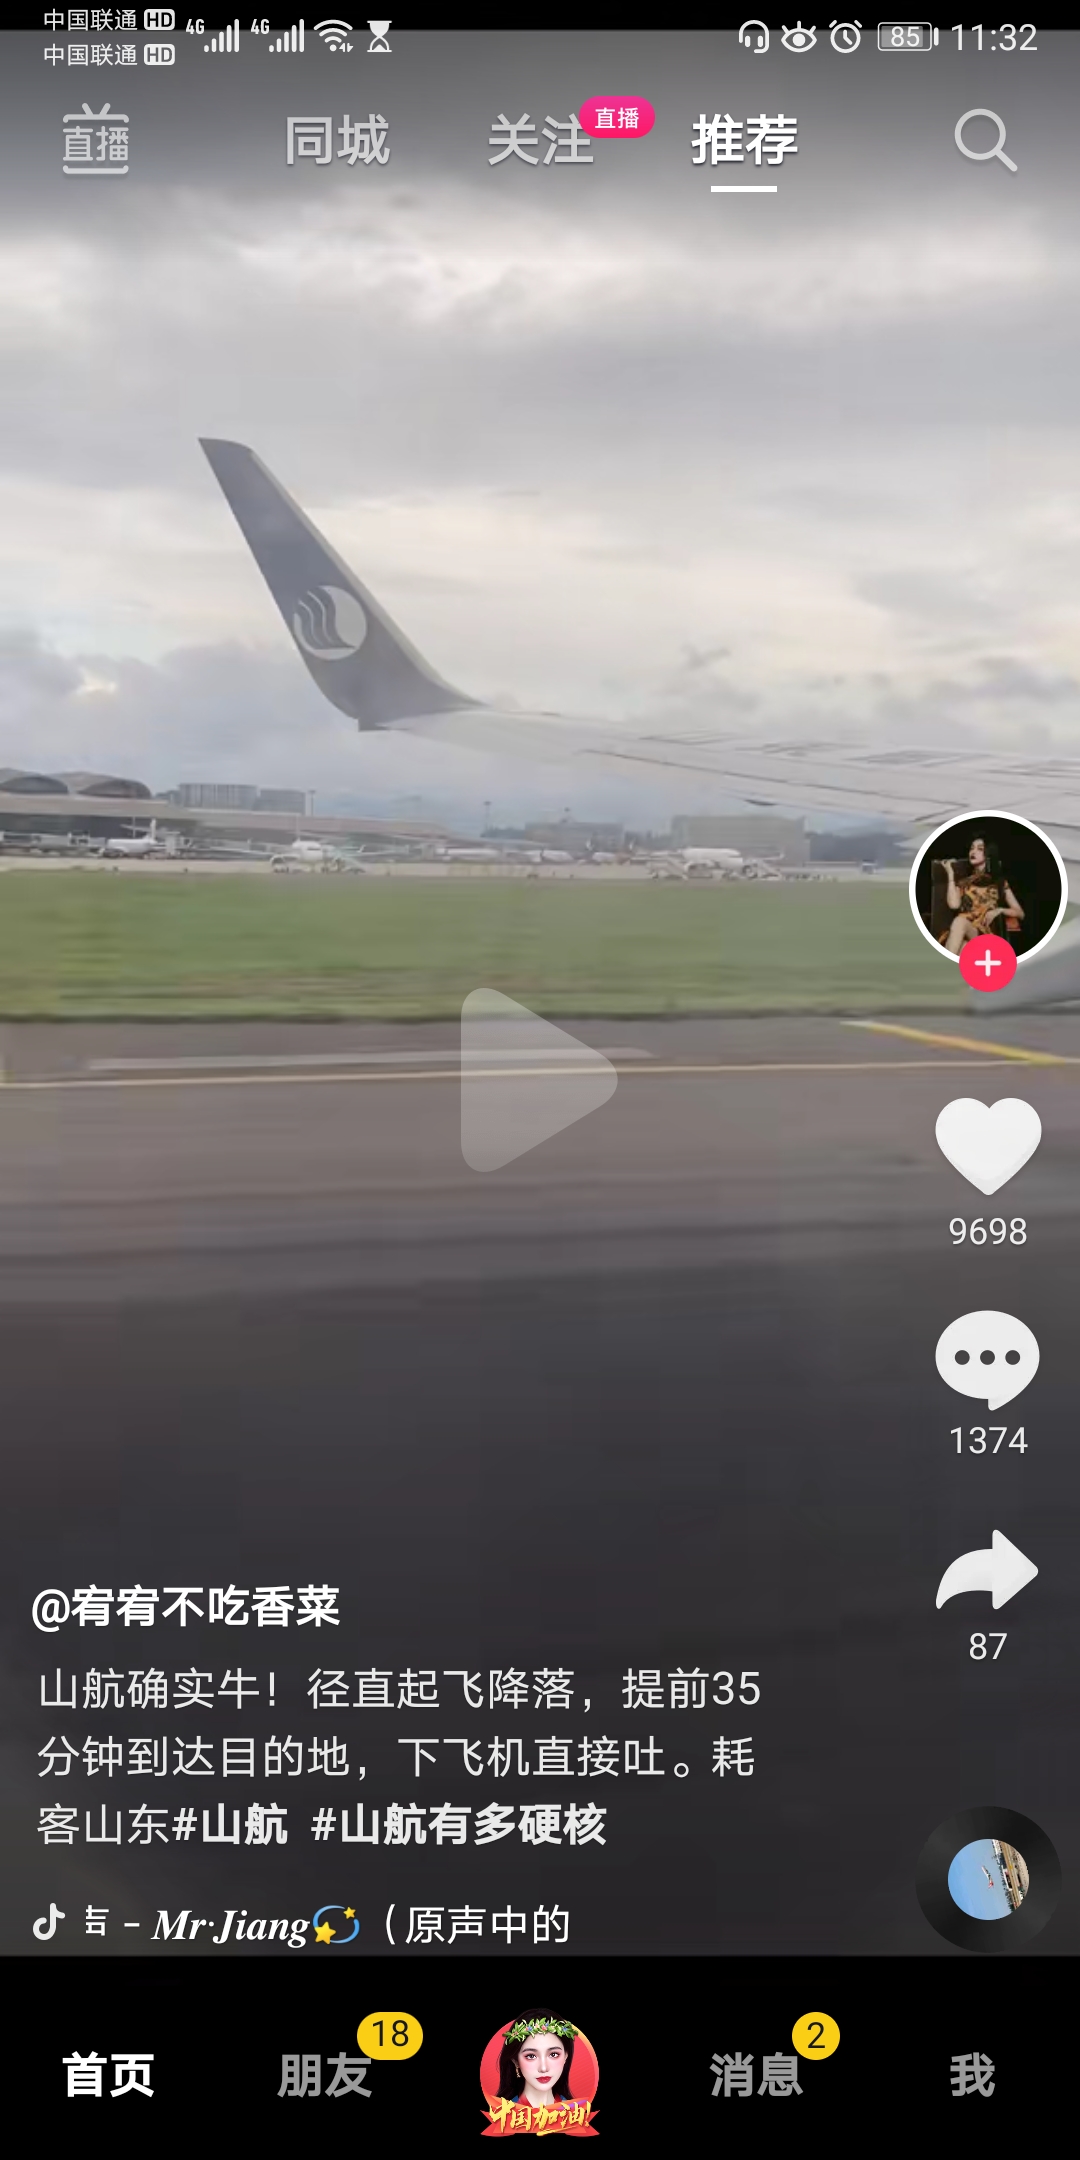 中国联通 HD 4G 4G 85 11:32
中国联通 HD
直播 同城 关注 直播 推荐
9698
1374
87
@宥宥不吃香菜
山航确实牛！径直起飞降落，提前35
分钟到达目的地，下飞机直接吐。耗
客山东#山航 #山航有多硬核
- Mr·Jiang💫（原声中的
首页 朋友 18 中国加油! 消息 2 我